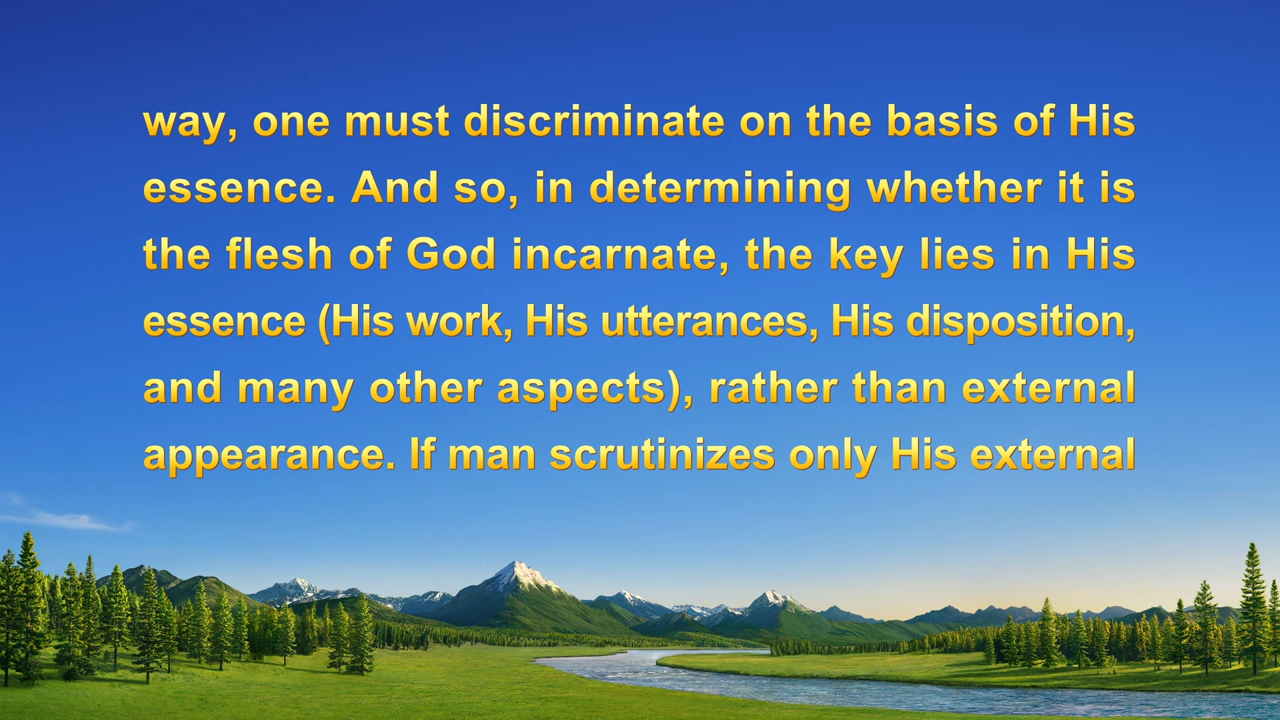 way, one must discriminate on the basis of His
essence. And so, in determining whether it is
the flesh of God incarnate, the key lies in His
essence (His work, His utterances, His disposition,
and many other aspects), rather than external
appearance. If man scrutinizes only His external